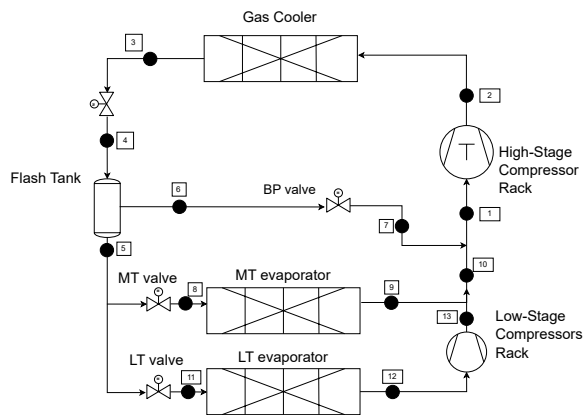 Gas Cooler
3
2
4
High-Stage
Compressor
Rack
Flash Tank
6
BP valve
1
7
5
10
MT valve
8
MT evaporator
9
13
Low-Stage
Compressors
Rack
LT valve
11
LT evaporator
12